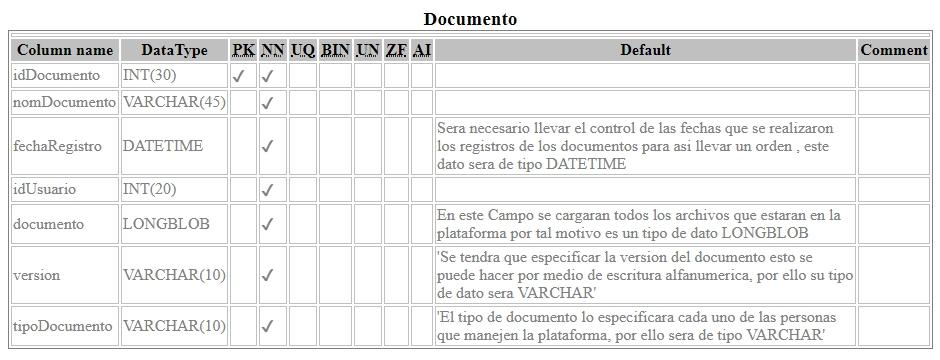 Documento
Column name DataType PK NN UQ BIN UN ZF AI Default Comment
idDocumento INT(30) ✓ ✓
nomDocumento VARCHAR(45) ✓
fechaRegistro DATETIME ✓ Sera necesario llevar el control de las fechas que se realizaron
los registros de los documentos para asi llevar un orden , este
dato sera de tipo DATETIME
idUsuario INT(20) ✓
documento LONGBLOB ✓ En este Campo se cargaran todos los archivos que estaran en la
plataforma por tal motivo es un tipo de dato LONGBLOB
version VARCHAR(10) ✓ 'Se tendra que especificar la version del documento esto se
puede hacer por medio de escritura alfanumerica, por ello su tipo
de dato sera VARCHAR'
tipoDocumento VARCHAR(10) ✓ 'El tipo de documento lo especificara cada uno de las personas
que manejen la plataforma, por ello sera de tipo VARCHAR'